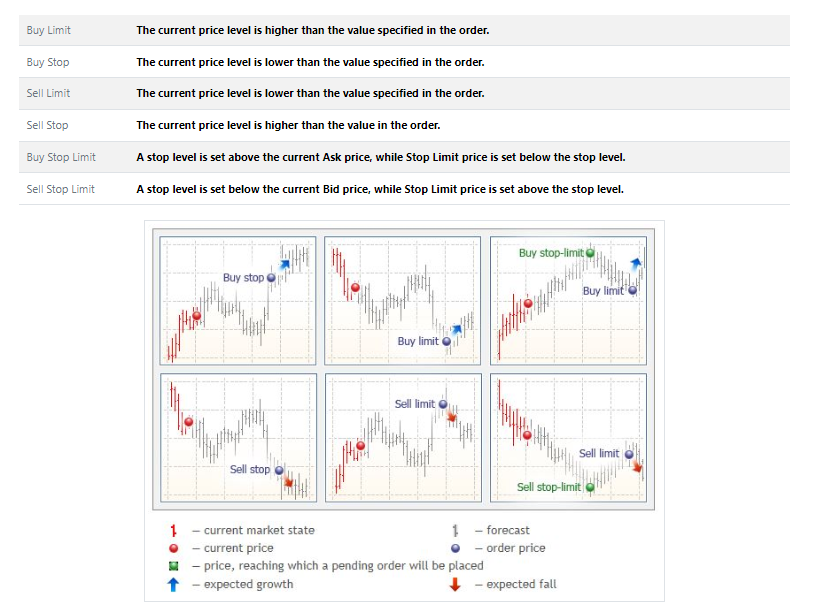 Buy Limit The current price level is higher than the value specified in the order.
Buy Stop The current price level is lower than the value specified in the order.
Sell Limit The current price level is lower than the value specified in the order.
Sell Stop The current price level is higher than the value in the order.
Buy Stop Limit A stop level is set above the current Ask price, while Stop Limit price is set below the stop level.
Sell Stop Limit A stop level is set below the current Bid price, while Stop Limit price is set above the stop level.
Buy stop
Buy limit
Buy stop-limit
Buy limit
Sell stop
Sell limit
Sell limit
Sell stop-limit
– current market state – forecast
– current price – order price
– price, reaching which a pending order will be placed
– expected growth – expected fall